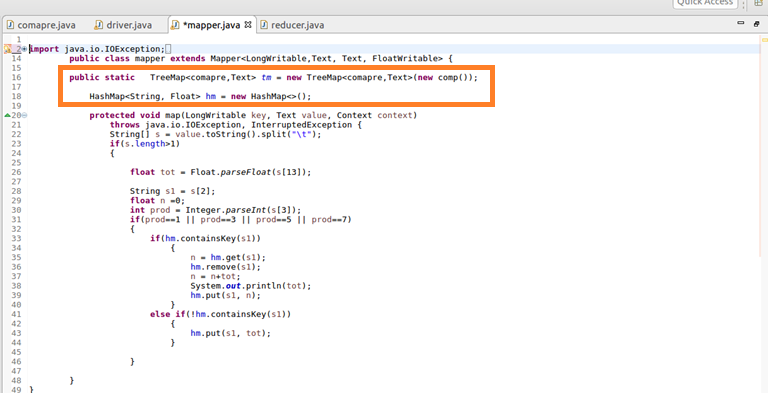 Quick Access
comapre.java driver.java *mapper.java reducer.java
1
2 import java.io.IOException;
14 public class mapper extends Mapper<LongWritable,Text, Text, FloatWritable> {
15
16 public static TreeMap<comapre,Text> tm = new TreeMap<comapre,Text>(new comp());
17
18 HashMap<String, Float> hm = new HashMap<>();
19
20 protected void map(LongWritable key, Text value, Context context)
21 throws java.io.IOException, InterruptedException {
22 String[] s = value.toString().split("\t");
23 if(s.length>1)
24 {
25
26 float tot = Float.parseFloat(s[13]);
27
28 String s1 = s[2];
29 float n =0;
30 int prod = Integer.parseInt(s[3]);
31 if(prod==1 || prod==3 || prod==5 || prod==7)
32 {
33 if(hm.containsKey(s1))
34 {
35 n = hm.get(s1);
36 hm.remove(s1);
37 n = n+tot;
38 System.out.println(tot);
39 hm.put(s1, n);
40 }
41 else if(!hm.containsKey(s1))
42 {
43 hm.put(s1, tot);
44 }
45
46 }
47
48 }
49 }